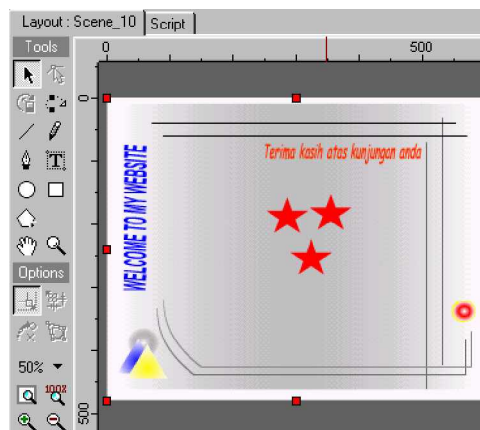 Layout : Scene_10
Script
Tools
0
500
0
Terima kasih atas kunjungan anda
WELCOME TO MY WEBSITE
T
Options
50%
100%
500